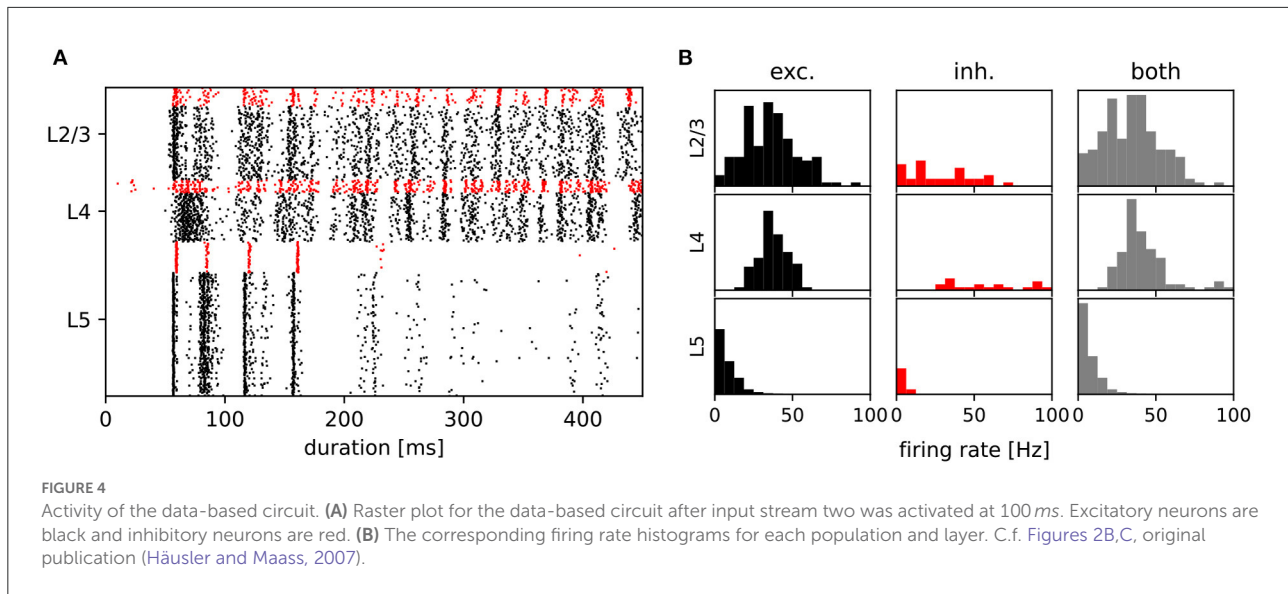 A
L2/3
L4
L5
0
100
200
300
400
duration [ms]
B
exc.
inh.
both
L2/3
L4
L5
0
50
100
0
50
100
0
50
100
firing rate [Hz]
FIGURE 4
Activity of the data-based circuit. (A) Raster plot for the data-based circuit after input stream two was activated at 100 ms. Excitatory neurons are
black and inhibitory neurons are red. (B) The corresponding firing rate histograms for each population and layer. C.f. Figures 2B,C, original
publication (Häusler and Maass, 2007).